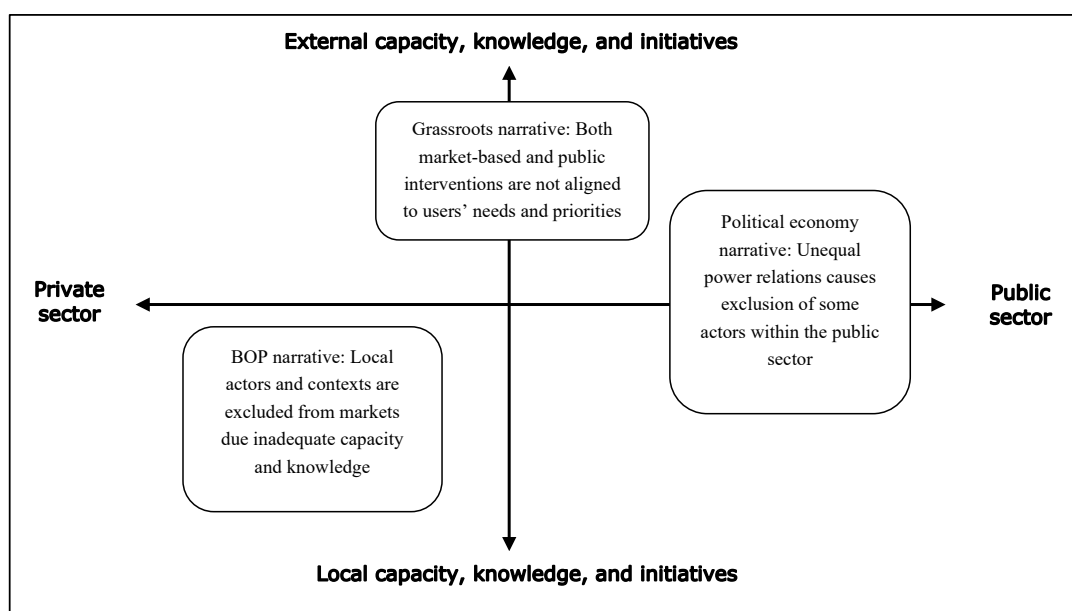 External capacity, knowledge, and initiatives
Grassroots narrative: Both
market-based and public
interventions are not aligned
to users’ needs and priorities
Political economy
narrative: Unequal
power relations causes
exclusion of some
actors within the public
sector
Private
sector
Public
sector
BOP narrative: Local
actors and contexts are
excluded from markets
due inadequate capacity
and knowledge
Local capacity, knowledge, and initiatives